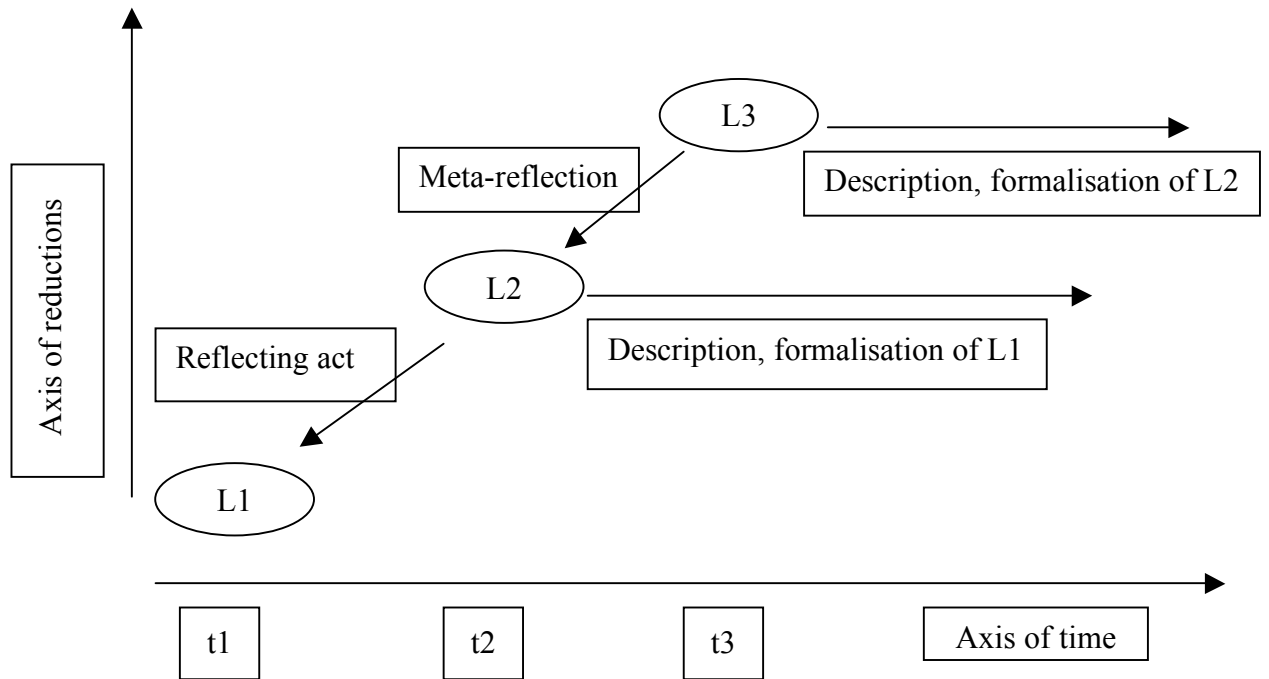 L3
Meta-reflection
Description, formalisation of L2
Axis of reductions
L2
Reflecting act
Description, formalisation of L1
L1
t1
t2
t3
Axis of time